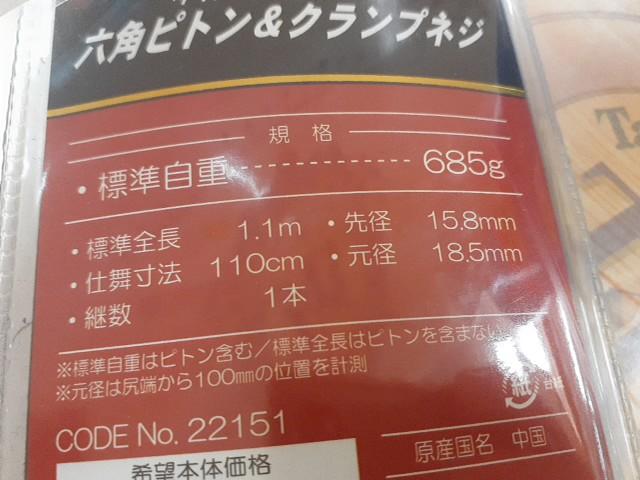 六角ピトン＆クランプネジ
規格
・標準自重 685g
・標準全長 1.1m ・先径 15.8mm
・仕舞寸法 110cm ・元径 18.5mm
・継数 1本
※標準自重はピトン含む／標準全長はピトンを含まない
※元径は尻端から100mmの位置を計測
紙 台紙
CODE No. 22151
原産国名 中国
希望本体価格